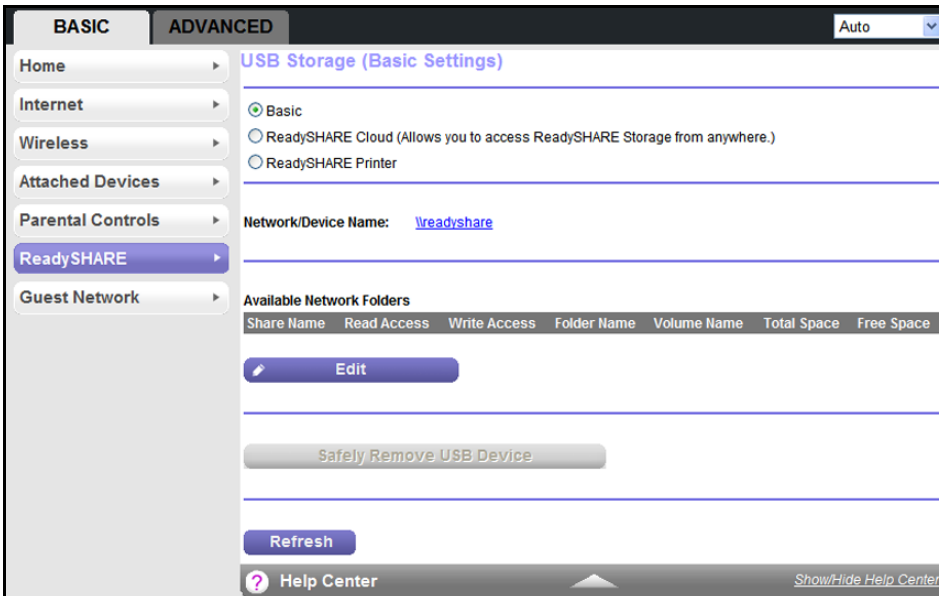 BASIC
ADVANCED
Auto
Home
Internet
Wireless
Attached Devices
Parental Controls
ReadySHARE
Guest Network
USB Storage (Basic Settings)
Basic
ReadySHARE Cloud (Allows you to access ReadySHARE Storage from anywhere.)
ReadySHARE Printer
Network/Device Name: \\readyshare
Available Network Folders
Share Name Read Access Write Access Folder Name Volume Name Total Space Free Space
Edit
Safely Remove USB Device
Refresh
? Help Center Show/Hide Help Center